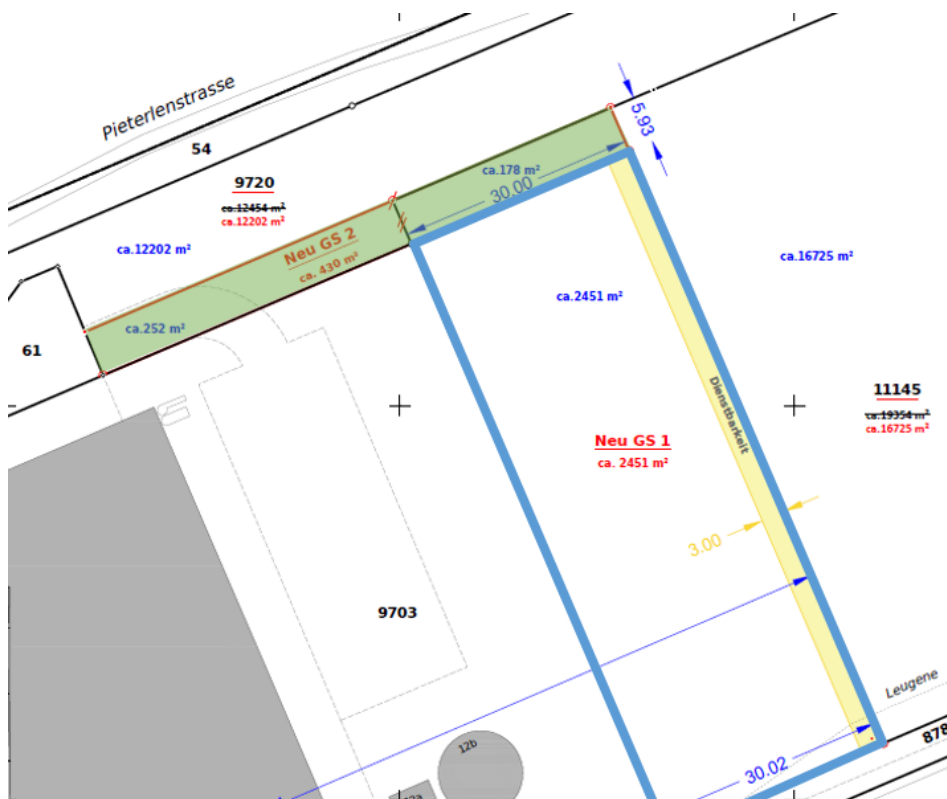 Pieterlenstrasse
54
9720
ca.12454 m²
ca.12202 m²
ca.12202 m²
5.93
ca.178 m²
30.00
Neu GS 2
ca. 430 m²
ca.252 m²
61
ca.2451 m²
ca.16725 m²
11145
ca.19354 m²
ca.16725 m²
Dienstbarkeit
Neu GS 1
ca. 2451 m²
3.00
9703
Leugene
878
12b
30.02